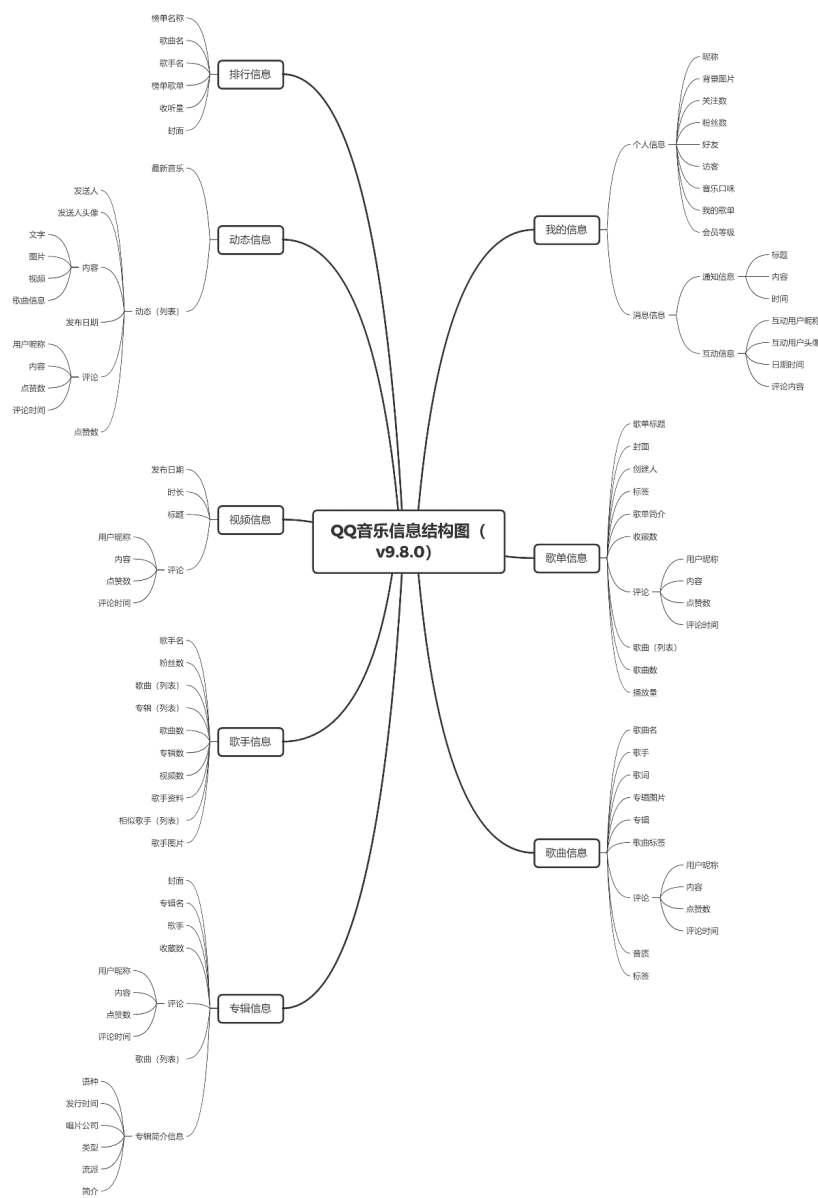 QQ音乐信息结构图（
v9.8.0）
排行信息
榜单名称
歌曲名
歌手名
榜单歌单
收听量
封面
动态信息
最新音乐
动态（列表）
发送人
发送人头像
内容
文字
图片
视频
歌曲信息
发布日期
评论
用户昵称
内容
点赞数
评论时间
点赞数
视频信息
发布日期
时长
标题
评论
用户昵称
内容
点赞数
评论时间
歌手信息
歌手名
粉丝数
歌曲（列表）
专辑（列表）
歌曲数
专辑数
视频数
歌手资料
相似歌手（列表）
歌手图片
专辑信息
封面
专辑名
歌手
收藏数
评论
用户昵称
内容
点赞数
评论时间
歌曲（列表）
专辑简介信息
语种
发行时间
唱片公司
类型
流派
简介
我的信息
个人信息
昵称
背景图片
关注数
粉丝数
好友
访客
音乐口味
我的歌单
会员等级
消息信息
通知信息
标题
内容
时间
互动信息
互动用户昵称
互动用户头像
日期时间
评论内容
歌单信息
歌单标题
封面
创建人
标签
歌单简介
收藏数
评论
用户昵称
内容
点赞数
评论时间
歌曲（列表）
歌曲数
播放量
歌曲信息
歌曲名
歌手
歌词
专辑图片
专辑
歌曲标签
评论
用户昵称
内容
点赞数
评论时间
音质
标签